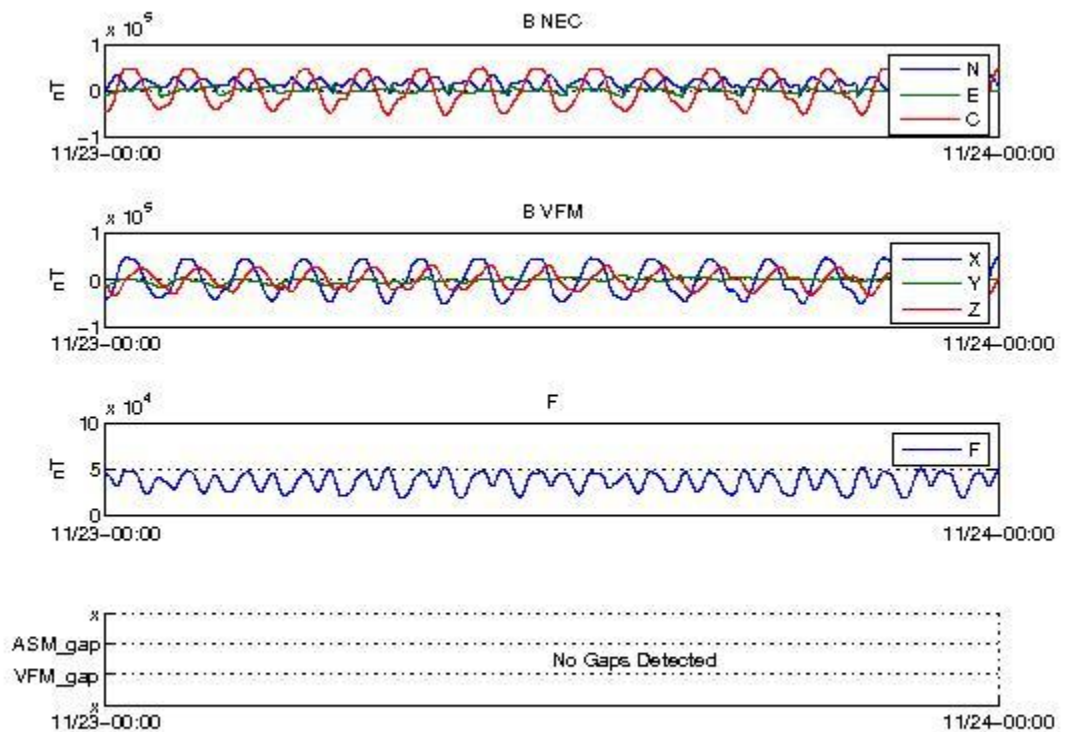 B NEC
x 10^5
1
nT
0
−1
N
E
C
11/23−00:00 11/24−00:00
B VFM
x 10^5
1
nT
0
−1
X
Y
Z
11/23−00:00 11/24−00:00
F
x 10^4
10
nT
5
0
F
11/23−00:00 11/24−00:00
x
ASM_gap
VFM_gap
x
No Gaps Detected
11/23−00:00 11/24−00:00